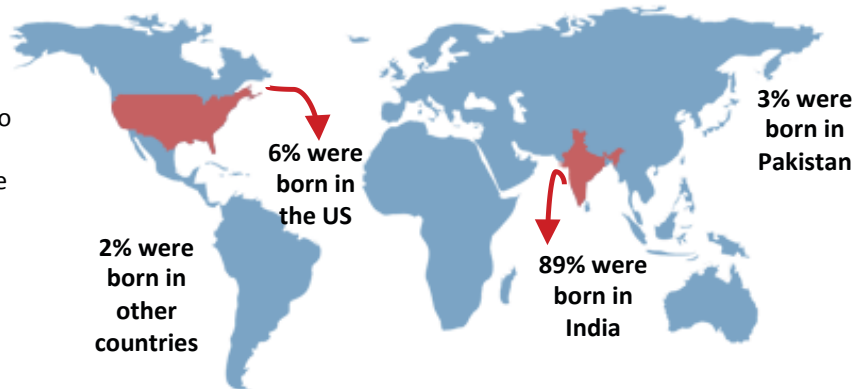 o
e
6% were
born in
the US
2% were
born in
other
countries
89% were
born in
India
3% were
born in
Pakistan